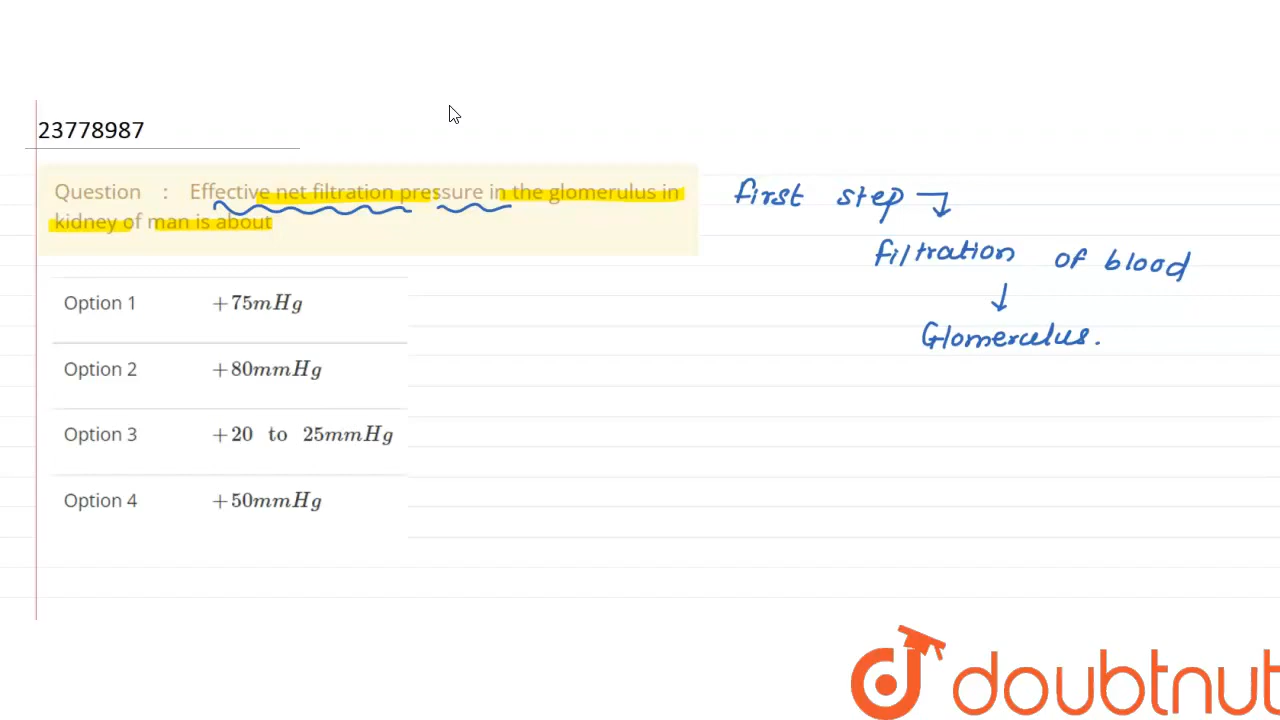 23778987
Question : Effective net filtration pressure in the glomerulus in
kidney of man is about
Option 1 +75mHg
Option 2 +80mmHg
Option 3 +20 to 25mmHg
Option 4 +50mmHg
first step
filtration of blood
Glomerulus.
doubtnut